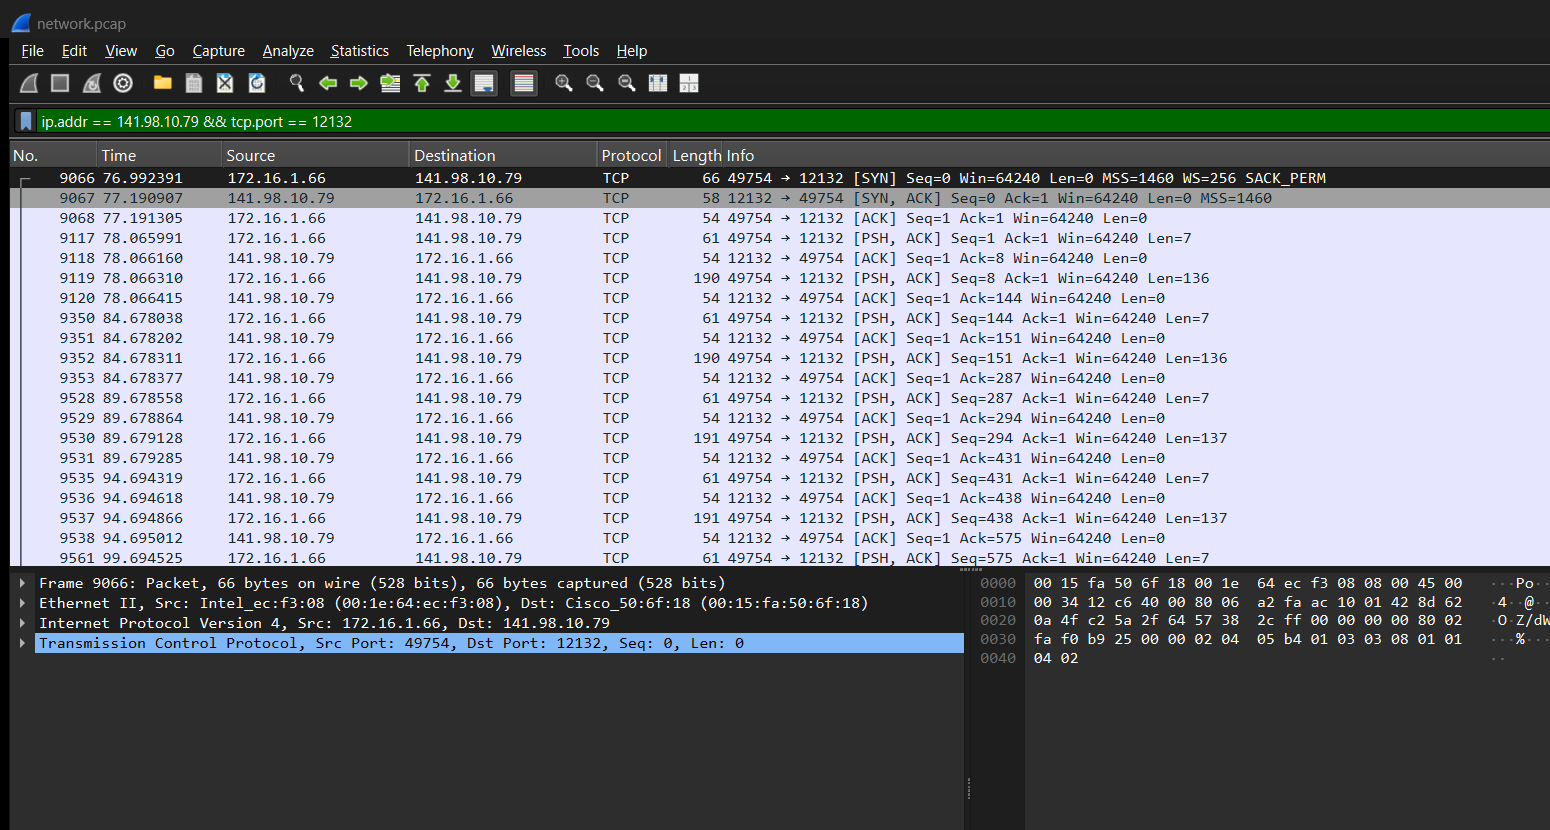 network.pcap
File Edit View Go Capture Analyze Statistics Telephony Wireless Tools Help
ip.addr == 141.98.10.79 && tcp.port == 12132
No. Time Source Destination Protocol Length Info
9066 76.992391 172.16.1.66 141.98.10.79 TCP 66 49754 → 12132 [SYN] Seq=0 Win=64240 Len=0 MSS=1460 WS=256 SACK_PERM
9067 77.190907 141.98.10.79 172.16.1.66 TCP 58 12132 → 49754 [SYN, ACK] Seq=0 Ack=1 Win=64240 Len=0 MSS=1460
9068 77.191305 172.16.1.66 141.98.10.79 TCP 54 49754 → 12132 [ACK] Seq=1 Ack=1 Win=64240 Len=0
9117 78.065991 172.16.1.66 141.98.10.79 TCP 61 49754 → 12132 [PSH, ACK] Seq=1 Ack=1 Win=64240 Len=7
9118 78.066160 141.98.10.79 172.16.1.66 TCP 54 12132 → 49754 [ACK] Seq=1 Ack=8 Win=64240 Len=0
9119 78.066310 172.16.1.66 141.98.10.79 TCP 190 49754 → 12132 [PSH, ACK] Seq=8 Ack=1 Win=64240 Len=136
9120 78.066415 141.98.10.79 172.16.1.66 TCP 54 12132 → 49754 [ACK] Seq=1 Ack=144 Win=64240 Len=0
9350 84.678038 172.16.1.66 141.98.10.79 TCP 61 49754 → 12132 [PSH, ACK] Seq=144 Ack=1 Win=64240 Len=7
9351 84.678202 141.98.10.79 172.16.1.66 TCP 54 12132 → 49754 [ACK] Seq=1 Ack=151 Win=64240 Len=0
9352 84.678311 172.16.1.66 141.98.10.79 TCP 190 49754 → 12132 [PSH, ACK] Seq=151 Ack=1 Win=64240 Len=136
9353 84.678377 141.98.10.79 172.16.1.66 TCP 54 12132 → 49754 [ACK] Seq=1 Ack=287 Win=64240 Len=0
9528 89.678558 172.16.1.66 141.98.10.79 TCP 61 49754 → 12132 [PSH, ACK] Seq=287 Ack=1 Win=64240 Len=7
9529 89.678864 141.98.10.79 172.16.1.66 TCP 54 12132 → 49754 [ACK] Seq=1 Ack=294 Win=64240 Len=0
9530 89.679128 172.16.1.66 141.98.10.79 TCP 191 49754 → 12132 [PSH, ACK] Seq=294 Ack=1 Win=64240 Len=137
9531 89.679285 141.98.10.79 172.16.1.66 TCP 54 12132 → 49754 [ACK] Seq=1 Ack=431 Win=64240 Len=0
9535 94.694319 172.16.1.66 141.98.10.79 TCP 61 49754 → 12132 [PSH, ACK] Seq=431 Ack=1 Win=64240 Len=7
9536 94.694618 141.98.10.79 172.16.1.66 TCP 54 12132 → 49754 [ACK] Seq=1 Ack=438 Win=64240 Len=0
9537 94.694866 172.16.1.66 141.98.10.79 TCP 191 49754 → 12132 [PSH, ACK] Seq=438 Ack=1 Win=64240 Len=137
9538 94.695012 141.98.10.79 172.16.1.66 TCP 54 12132 → 49754 [ACK] Seq=1 Ack=575 Win=64240 Len=0
9561 99.694525 172.16.1.66 141.98.10.79 TCP 61 49754 → 12132 [PSH, ACK] Seq=575 Ack=1 Win=64240 Len=7
Frame 9066: Packet, 66 bytes on wire (528 bits), 66 bytes captured (528 bits)
Ethernet II, Src: Intel_ec:f3:08 (00:1e:64:ec:f3:08), Dst: Cisco_50:6f:18 (00:15:fa:50:6f:18)
Internet Protocol Version 4, Src: 172.16.1.66, Dst: 141.98.10.79
Transmission Control Protocol, Src Port: 49754, Dst Port: 12132, Seq: 0, Len: 0
0000 00 15 fa 50 6f 18 00 1e 64 ec f3 08 08 00 45 00 ···Po
0010 00 34 12 c6 40 00 80 06 a2 fa ac 10 01 42 8d 62 ·4··@··
0020 0a 4f c2 5a 2f 64 57 38 2c ff 00 00 00 00 80 02 ·O·Z/dW
0030 fa f0 b9 25 00 00 02 04 05 b4 01 03 03 08 01 01 ···%···
0040 04 02 ··